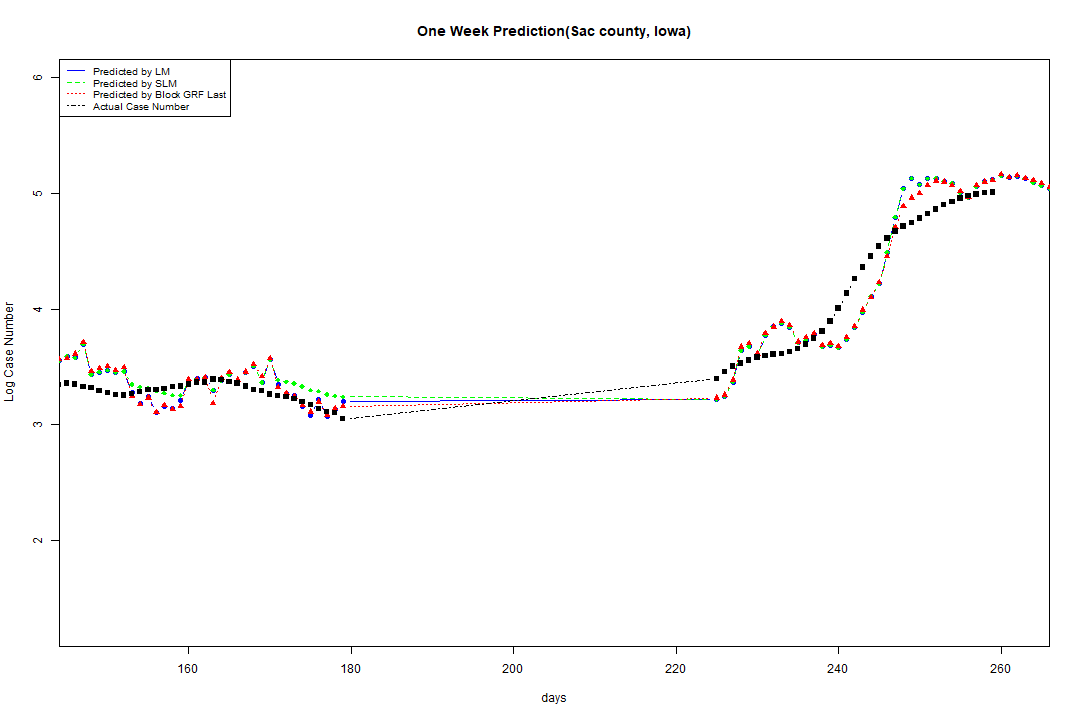 One Week Prediction(Sac county, Iowa)
Predicted by LM
Predicted by SLM
Predicted by Block GRF Last
Actual Case Number
6
5
4
3
2
Log Case Number
160
180
200
220
240
260
days